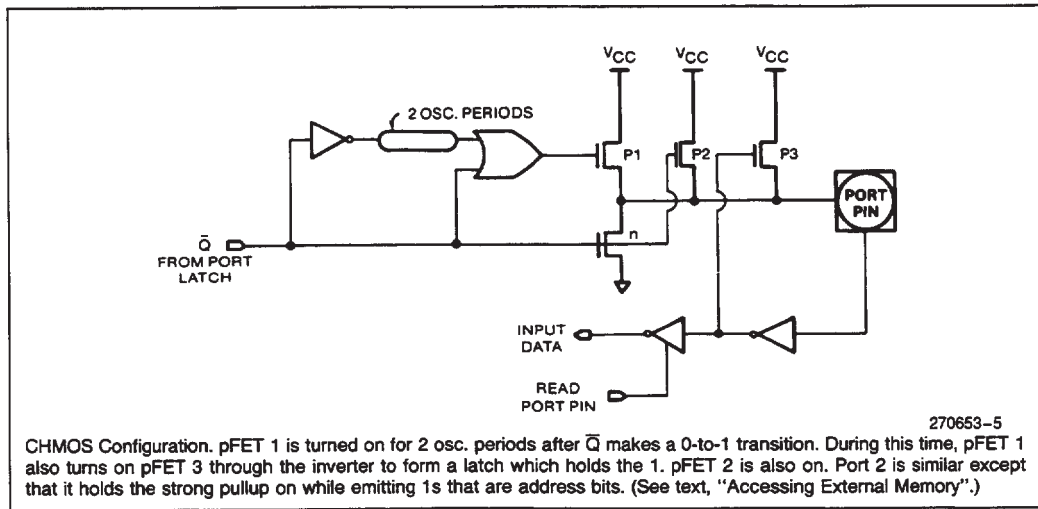 VCC VCC VCC
2 OSC. PERIODS
P1 P2 P3
PORT
PIN
n
Q̄
FROM PORT
LATCH
INPUT
DATA
READ
PORT PIN
270653–5
CHMOS Configuration. pFET 1 is turned on for 2 osc. periods after Q̄ makes a 0-to-1 transition. During this time, pFET 1
also turns on pFET 3 through the inverter to form a latch which holds the 1. pFET 2 is also on. Port 2 is similar except
that it holds the strong pullup on while emitting 1s that are address bits. (See text, "Accessing External Memory".)